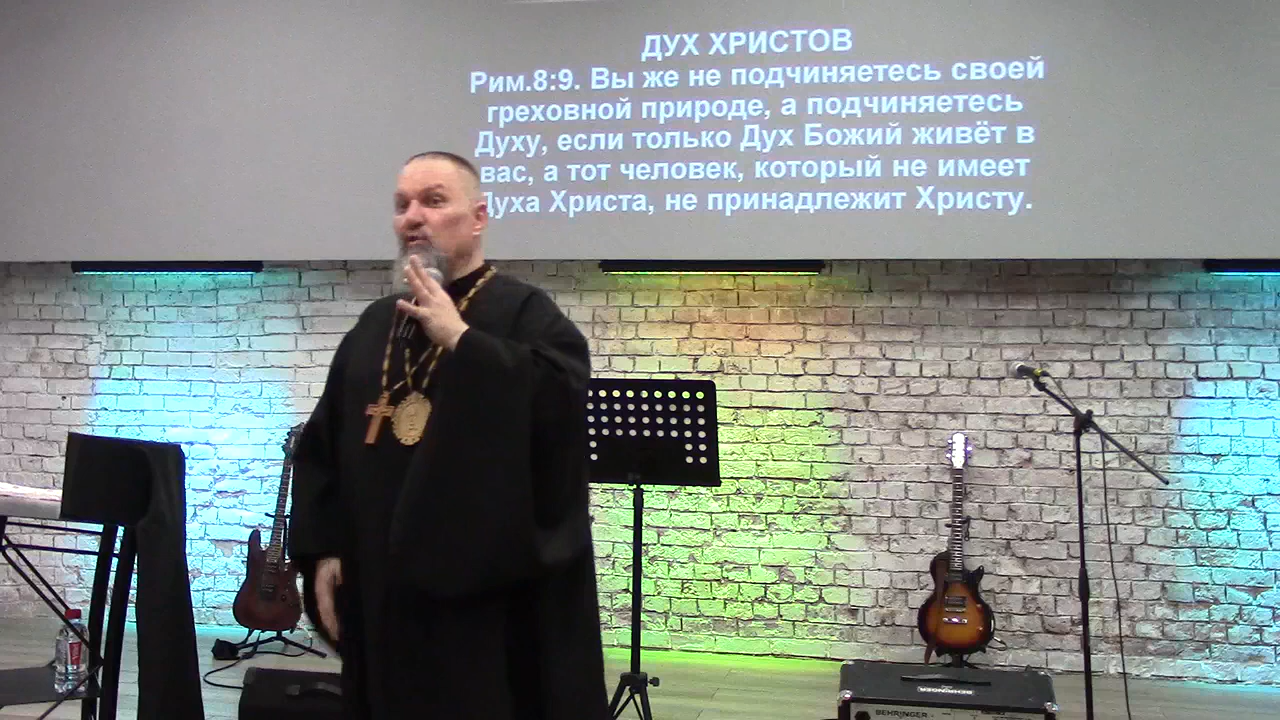 ДУХ ХРИСТОВ
Рим.8:9. Вы же не подчиняетесь своей
греховной природе, а подчиняетесь
Духу, если только Дух Божий живёт в
вас, а тот человек, который не имеет
Духа Христа, не принадлежит Христу.
BEHRINGER
BEHRINGER